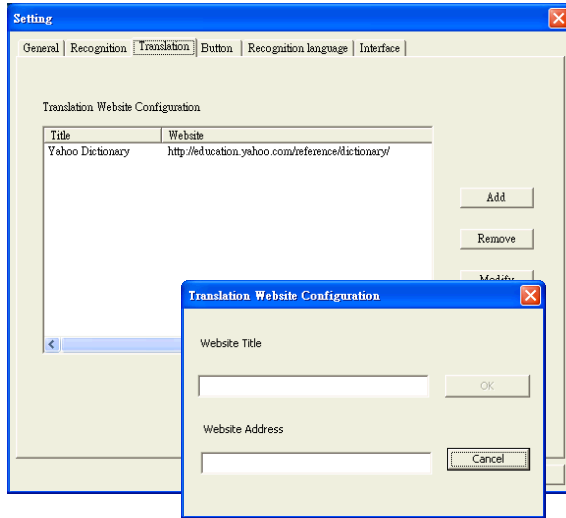 Setting
General Recognition Translation Button Recognition language Interface
Translation Website Configuration
Title Website
Yahoo Dictionary http://education.yahoo.com/reference/dictionary/
Add
Remove
Modify
Translation Website Configuration
Website Title
OK
Website Address
Cancel